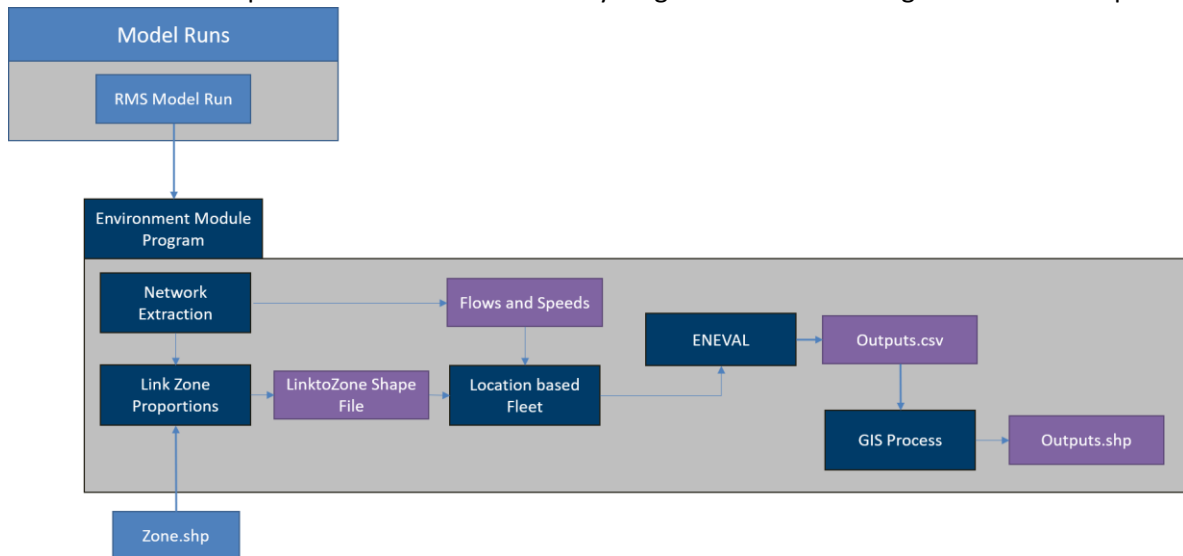 Model Runs
RMS Model Run
Environment Module
Program
Network
Extraction
Flows and Speeds
ENEVAL
Outputs.csv
Link Zone
Proportions
LinktoZone Shape
File
Location based
Fleet
GIS Process
Outputs.shp
Zone.shp